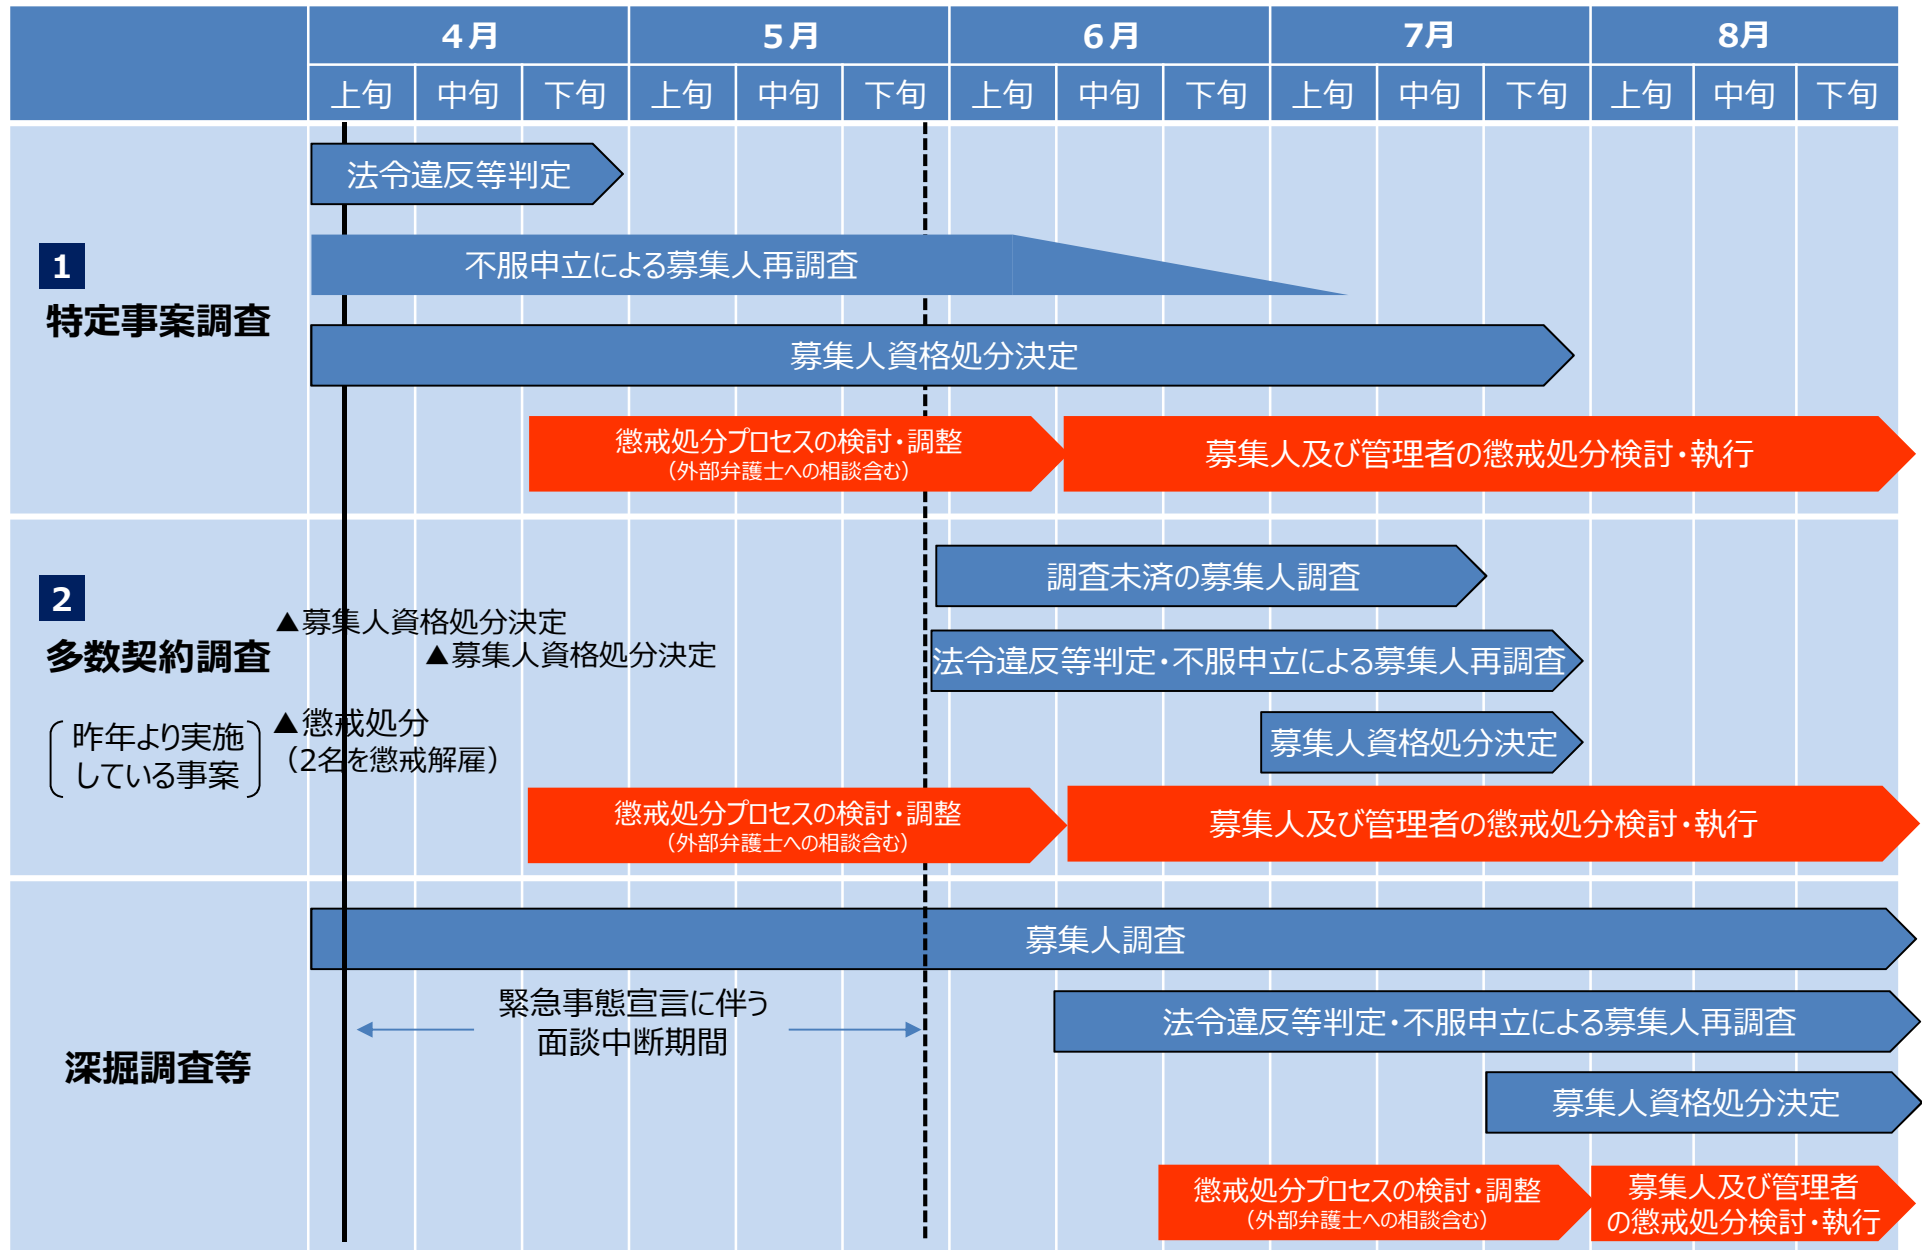 4月 5月 6月 7月 8月
上旬 中旬 下旬 上旬 中旬 下旬 上旬 中旬 下旬 上旬 中旬 下旬 上旬 中旬 下旬
1
特定事案調査
法令違反等判定
不服申立による募集人再調査
募集人資格処分決定
懲戒処分プロセスの検討・調整
（外部弁護士への相談含む）
募集人及び管理者の懲戒処分検討・執行
2
多数契約調査
昨年より実施
している事案
▲募集人資格処分決定
▲募集人資格処分決定
▲懲戒処分
（2名を懲戒解雇）
調査未済の募集人調査
法令違反等判定・不服申立による募集人再調査
募集人資格処分決定
懲戒処分プロセスの検討・調整
（外部弁護士への相談含む）
募集人及び管理者の懲戒処分検討・執行
深掘調査等
募集人調査
緊急事態宣言に伴う
面談中断期間
法令違反等判定・不服申立による募集人再調査
募集人資格処分決定
懲戒処分プロセスの検討・調整
（外部弁護士への相談含む）
募集人及び管理者
の懲戒処分検討・執行